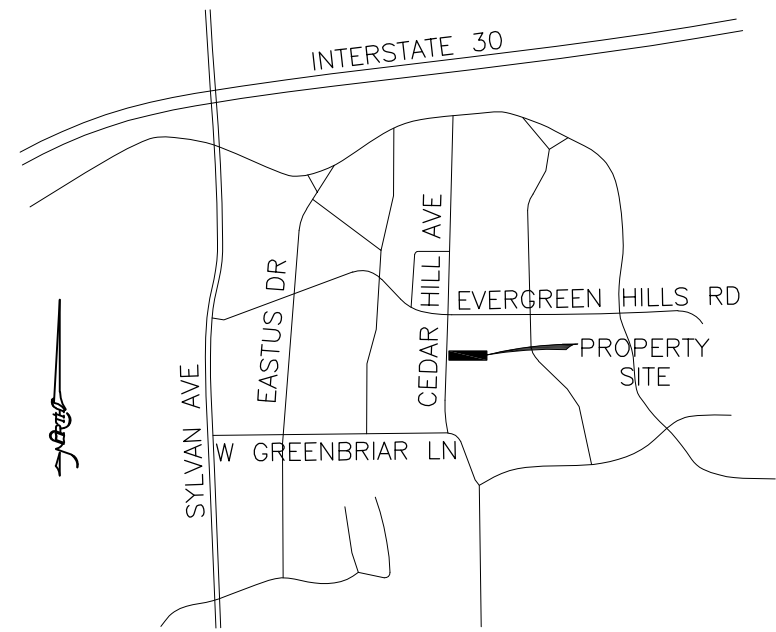 INTERSTATE 30
CEDAR HILL AVE
EVERGREEN HILLS RD
EASTUS DR
PROPERTY
SITE
SYLVAN AVE
W GREENBRIAR LN
NORTH